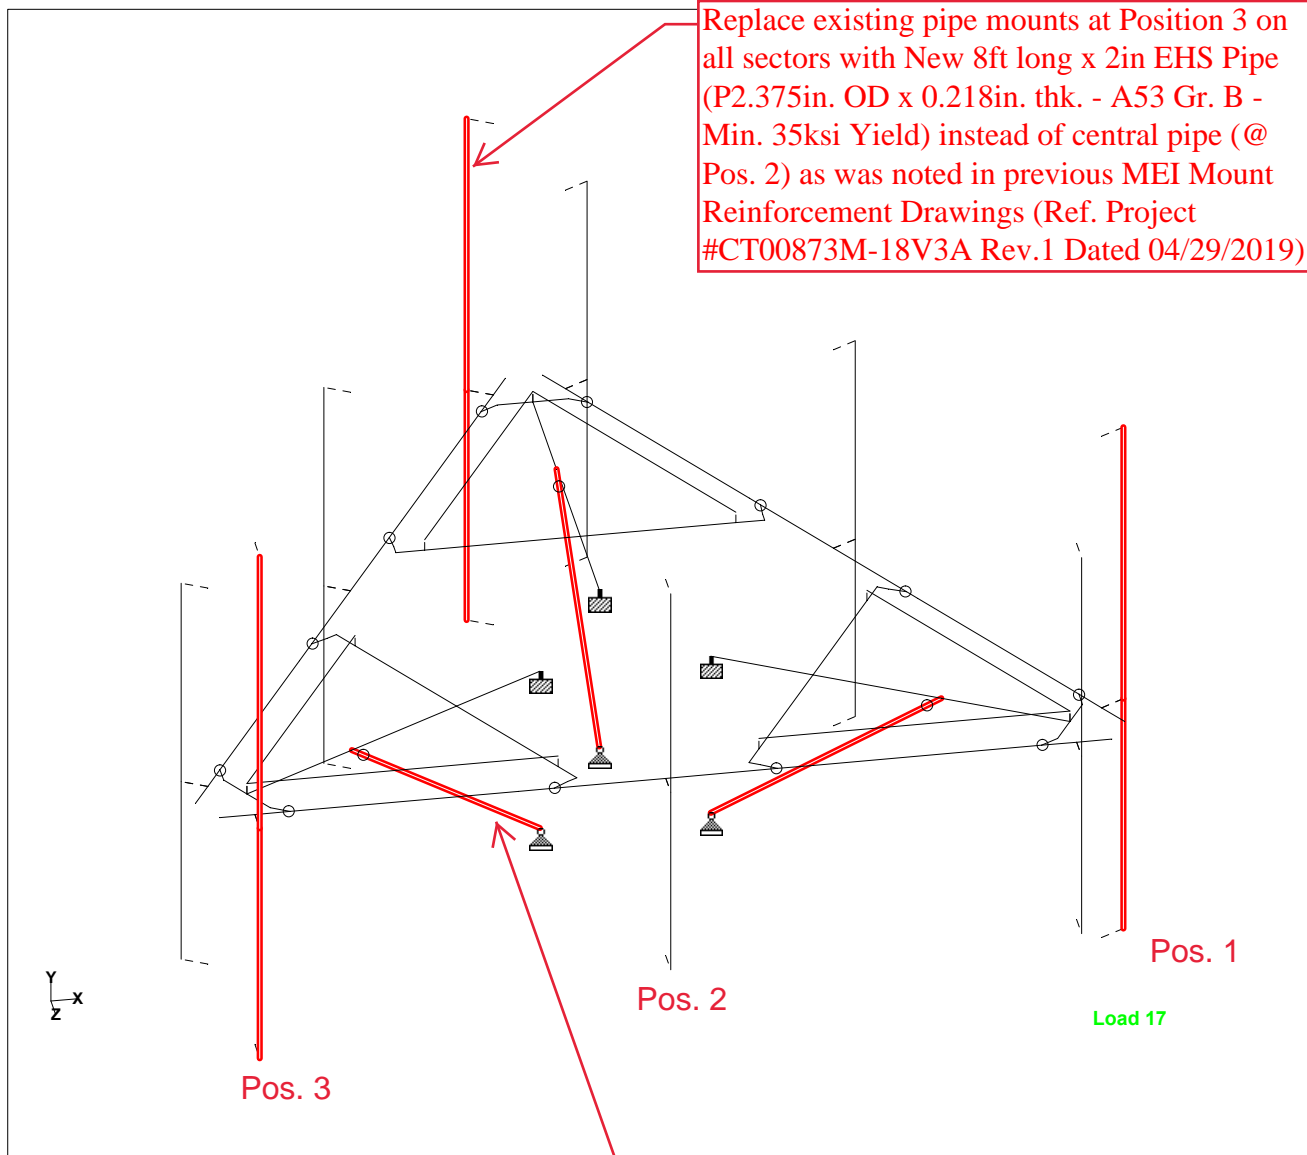 Replace existing pipe mounts at Position 3 on
all sectors with New 8ft long x 2in EHS Pipe
(P2.375in. OD x 0.218in. thk. - A53 Gr. B -
Min. 35ksi Yield) instead of central pipe (@
Pos. 2) as was noted in previous MEI Mount
Reinforcement Drawings (Ref. Project
#CT00873M-18V3A Rev.1 Dated 04/29/2019)
Pos. 1
Y
X
Z
Pos. 2
Load 17
Pos. 3